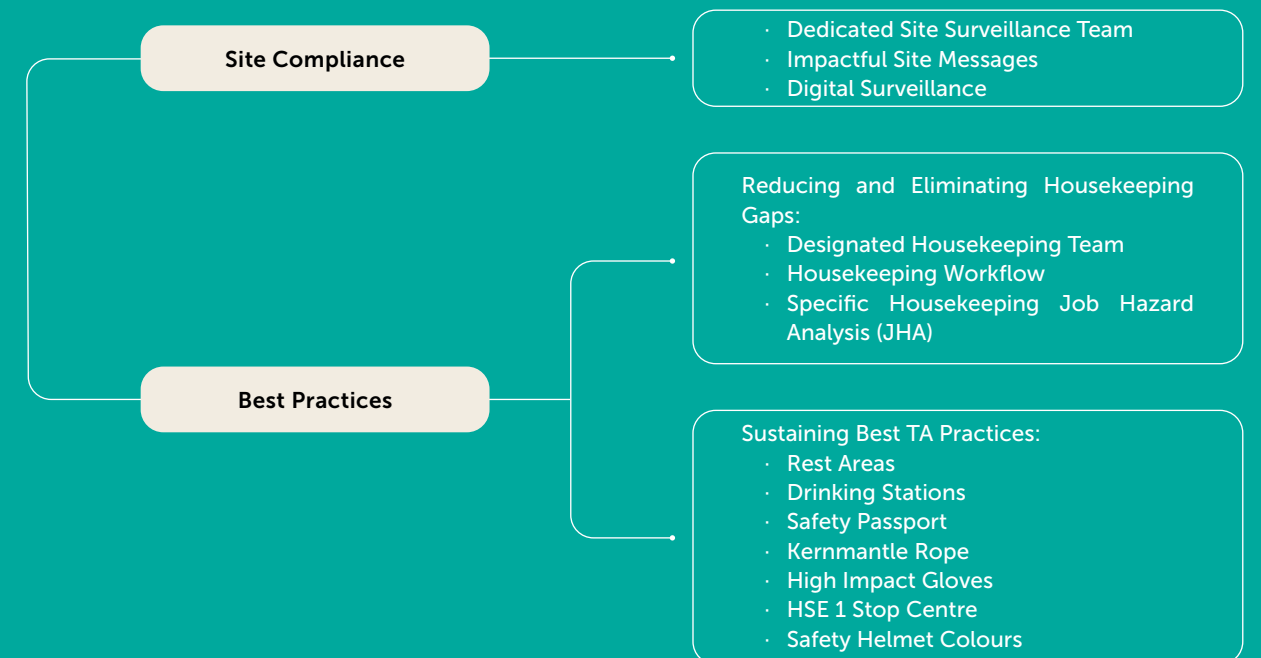 Site Compliance
· Dedicated Site Surveillance Team
· Impactful Site Messages
· Digital Surveillance
Best Practices
Reducing and Eliminating Housekeeping
Gaps:
· Designated Housekeeping Team
· Housekeeping Workflow
· Specific Housekeeping Job Hazard
Analysis (JHA)
Sustaining Best TA Practices:
· Rest Areas
· Drinking Stations
· Safety Passport
· Kernmantle Rope
· High Impact Gloves
· HSE 1 Stop Centre
· Safety Helmet Colours